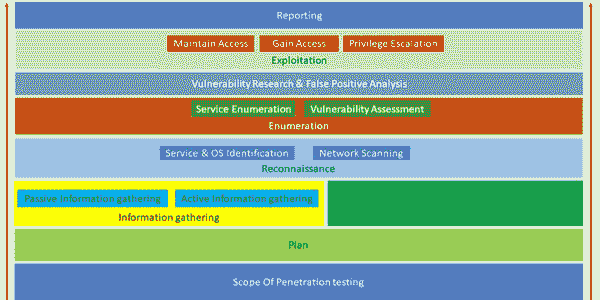 Reporting
Maintain Access
Gain Access
Privilege Escalation
Exploitation
Vulnerability Research & False Positive Analysis
Service Enumeration
Vulnerability Assessment
Enumeration
Service & OS Identification
Network Scanning
Reconnaissance
Passive Information gathering
Active Information gathering
Information gathering
Plan
Scope Of Penetration testing